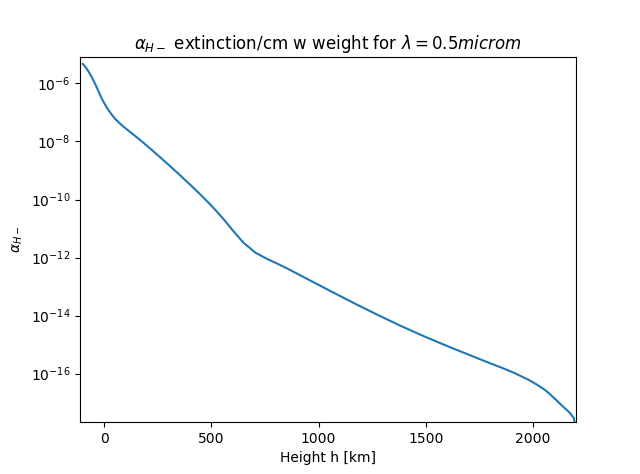 α_{H−} extinction/cm w weight for λ = 0.5microm
10^{−6}
10^{−8}
10^{−10}
10^{−12}
10^{−14}
10^{−16}
α_{H−}
0 500 1000 1500 2000
Height h [km]